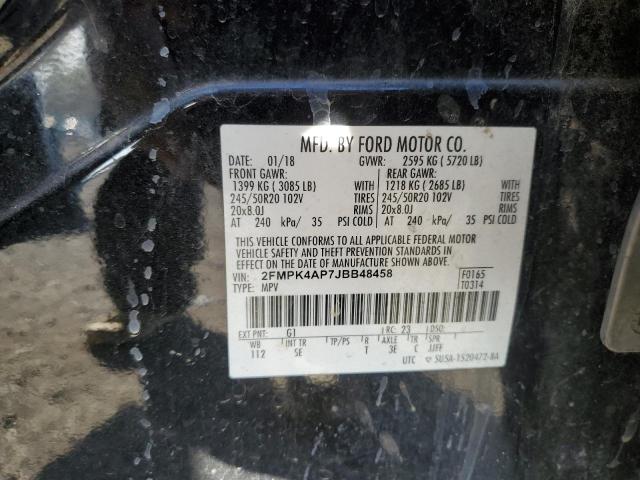 MFD. BY FORD MOTOR CO.
DATE: 01/18 GVWR: 2595 KG ( 5720 LB)
FRONT GAWR: REAR GAWR:
1399 KG ( 3085 LB) WITH 1218 KG ( 2685 LB) WITH
245/50R20 102V TIRES 245/50R20 102V TIRES
20x8.0J RIMS 20x8.0J RIMS
AT 240 kPa/ 35 PSI COLD AT 240 kPa/ 35 PSI COLD
THIS VEHICLE CONFORMS TO ALL APPLICABLE FEDERAL MOTOR
VEHICLE SAFETY AND THEFT PREVENTION STANDARDS IN EFFECT ON
THE DATE OF MANUFACTURE SHOWN ABOVE.
VIN: 2FMPK4AP7JBB48458 F0165
TYPE: MPV T0314
EXT PNT: G1 RC: 23 DSO:
WB INT TR TP/PS R AXLE TR SPR
112 SE T 3E C JJFF
UTC 5U5A-1520472-BA